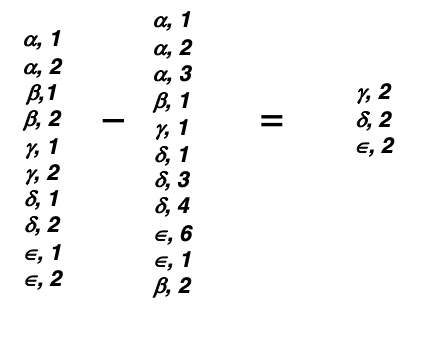 α, 1
α, 2
β,1
β, 2
γ, 1
γ, 2
δ, 1
δ, 2
ϵ, 1
ϵ, 2
−
α, 1
α, 2
α, 3
β, 1
γ, 1
δ, 1
δ, 3
δ, 4
ϵ, 6
ϵ, 1
β, 2
=
γ, 2
δ, 2
ϵ, 2